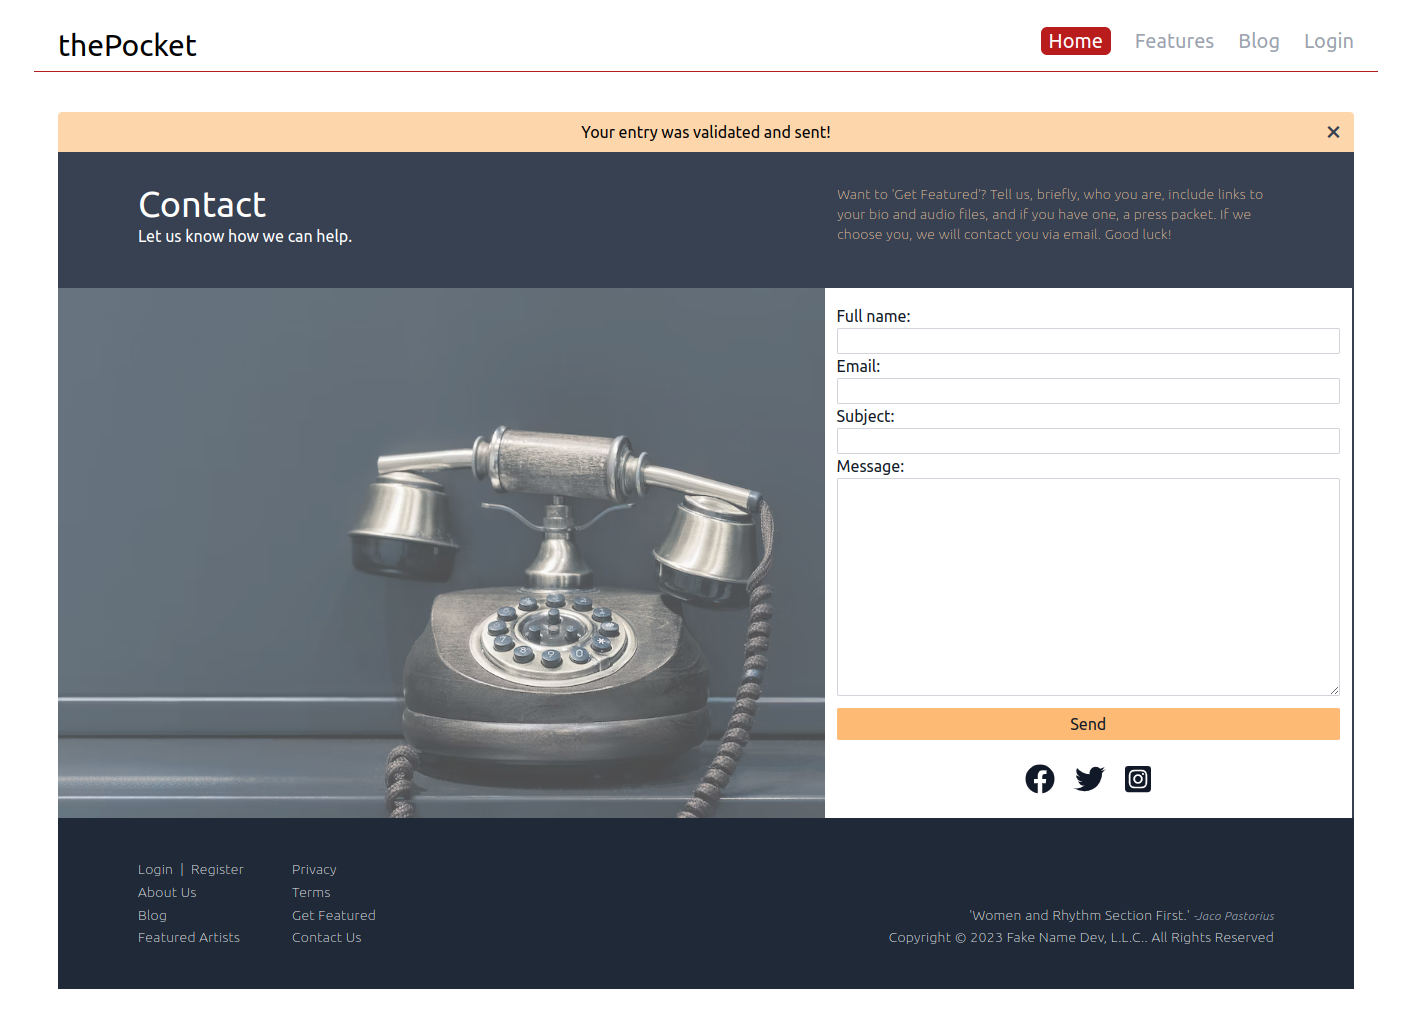 thePocket
Home Features Blog Login
Your entry was validated and sent!
Contact
Let us know how we can help.
Want to 'Get Featured'? Tell us, briefly, who you are, include links to
your bio and audio files, and if you have one, a press packet. If we
choose you, we will contact you via email. Good luck!
Full name:
Email:
Subject:
Message:
Send
Login | Register
About Us
Blog
Featured Artists
Privacy
Terms
Get Featured
Contact Us
'Women and Rhythm Section First.' -Jaco Pastorius
Copyright © 2023 Fake Name Dev, L.L.C.. All Rights Reserved